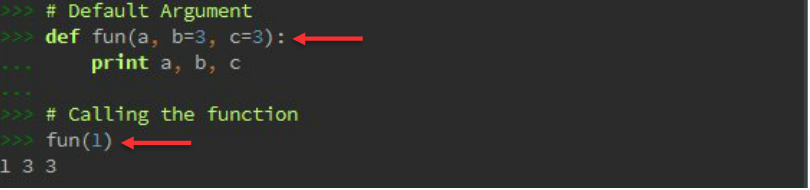 >>> # Default Argument
>>> def fun(a, b=3, c=3):
...     print a, b, c
...
>>> # Calling the function
>>> fun(1)
1 3 3